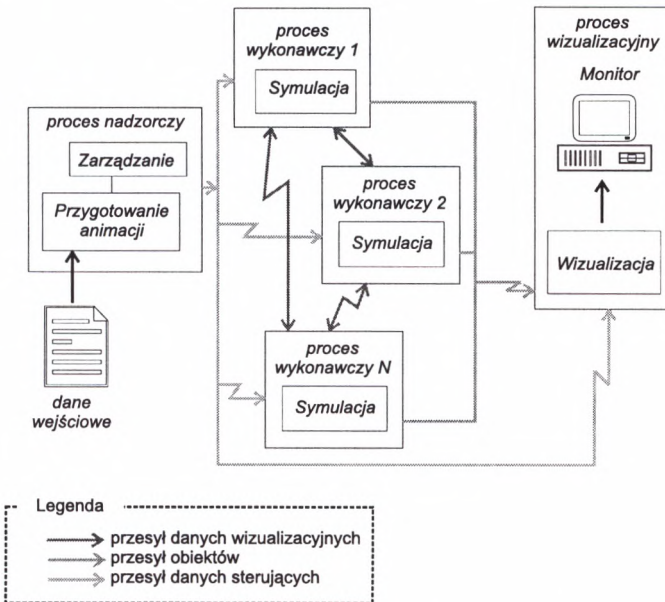 proces nadzorczy
Zarządzanie
Przygotowanie
animacji
dane
wejściowe
proces
wykonawczy 1
Symulacja
proces
wykonawczy 2
Symulacja
proces
wykonawczy N
Symulacja
proces
wizualizacyjny
Monitor
Wizualizacja
Legenda
przesył danych wizualizacyjnych
przesył obiektów
przesył danych sterujących